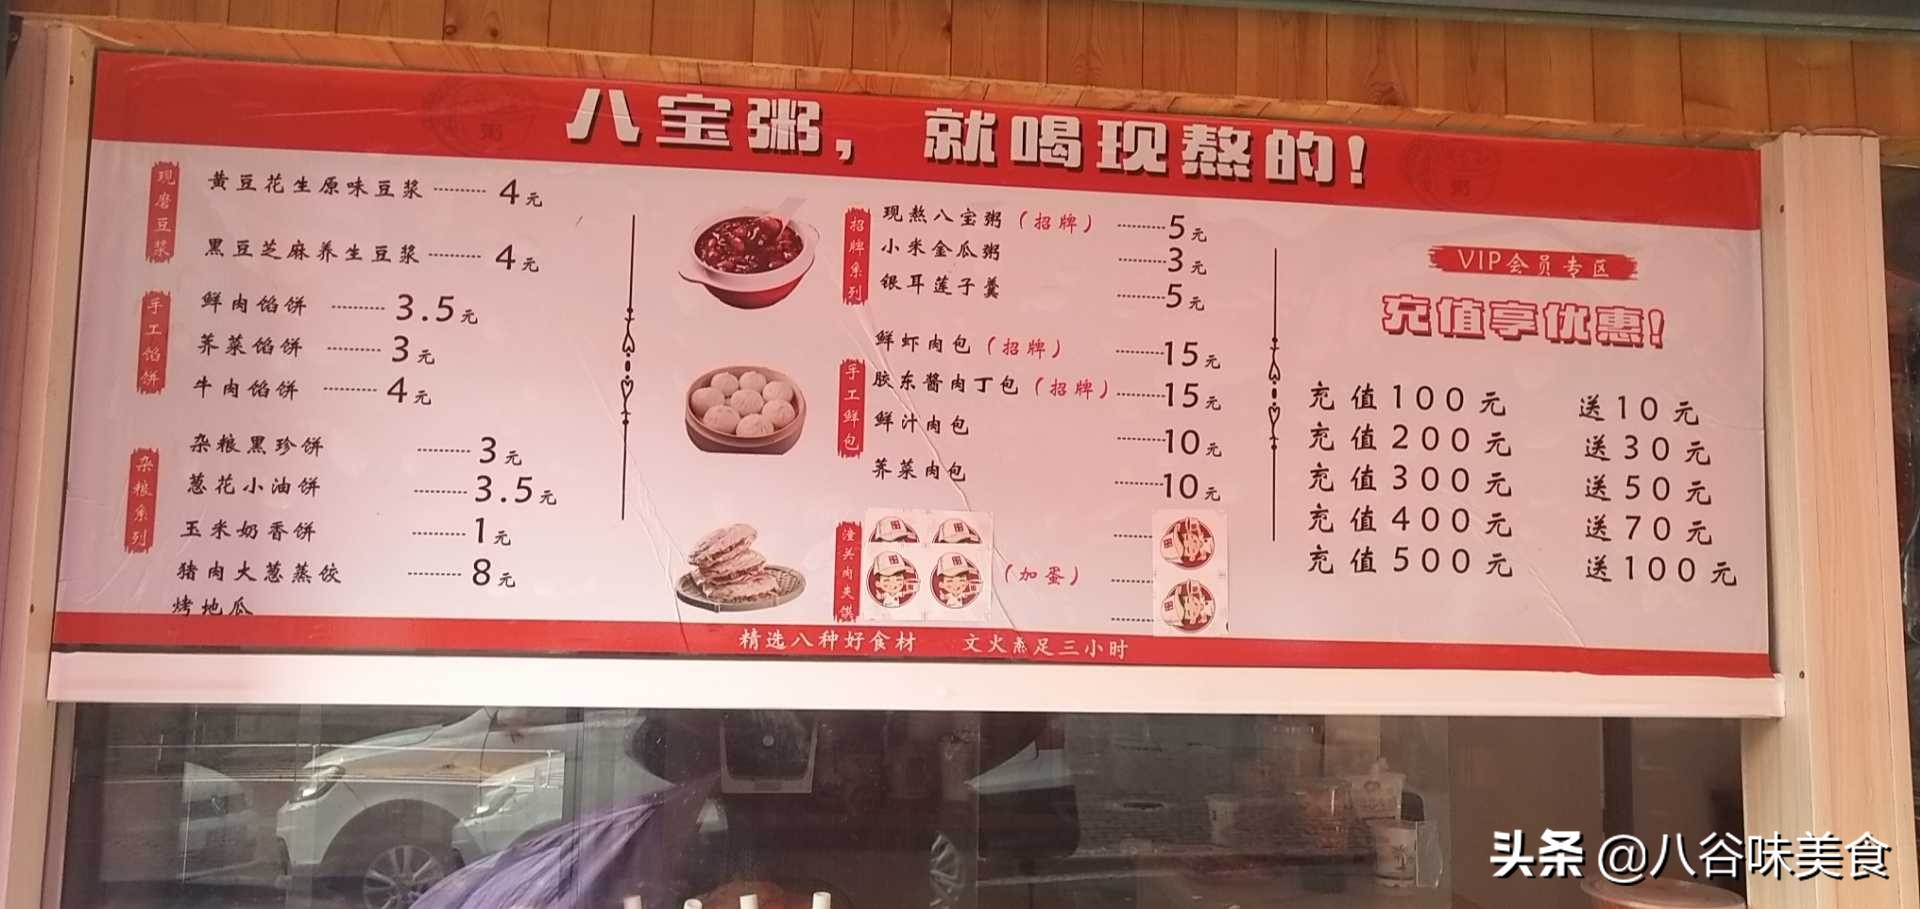 八宝粥，就喝现熬的！
现磨豆浆
黄豆花生原味豆浆 4元
黑豆芝麻养生豆浆 4元
手工馅饼
鲜肉馅饼 3.5元
荠菜馅饼 3元
牛肉馅饼 4元
杂粮系列
杂粮黑珍饼 3元
葱花小油饼 3.5元
玉米奶香饼 1元
猪肉大葱蒸饺 8元
烤地瓜
招牌系列
现熬八宝粥（招牌） 5元
小米金瓜粥 3元
银耳莲子羹 5元
手工鲜包
鲜虾肉包（招牌） 15元
胶东酱肉丁包（招牌） 15元
鲜汁肉包 10元
荠菜肉包 10元
潼关肉夹馍
（加蛋）
VIP会员专区
充值享优惠！
充值100元 送10元
充值200元 送30元
充值300元 送50元
充值400元 送70元
充值500元 送100元
精选八种好食材 文火熬足三小时
头条 @八谷味美食